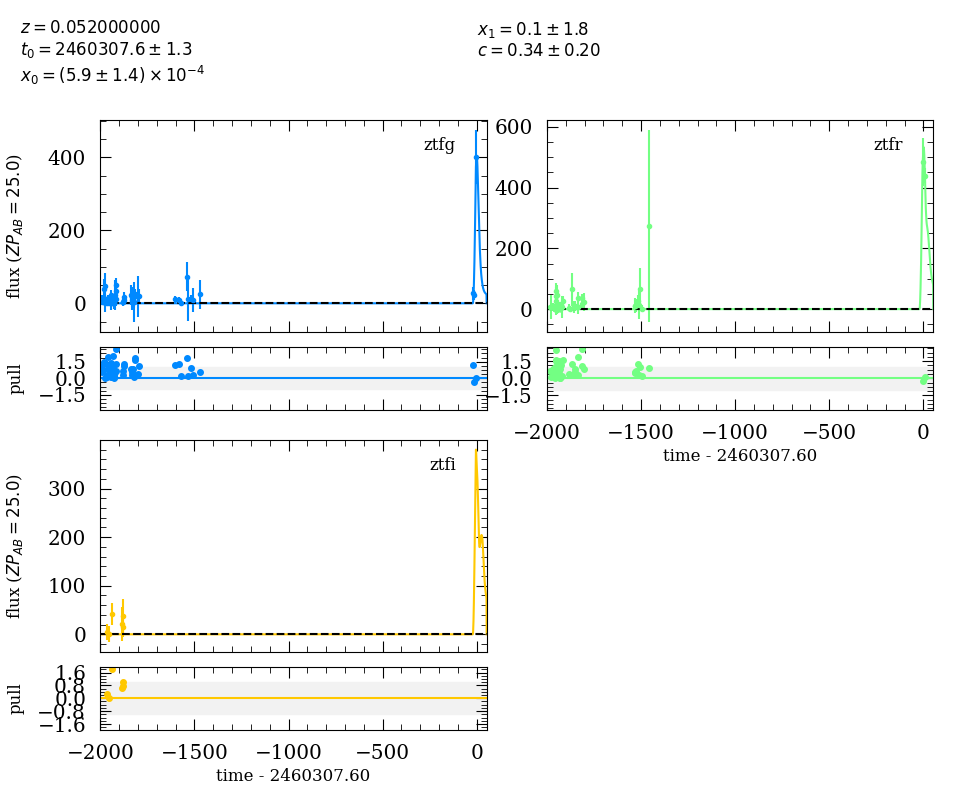 z = 0.052000000
t₀ = 2460307.6 ± 1.3
x₀ = (5.9 ± 1.4) × 10⁻⁴
x₁ = 0.1 ± 1.8
c = 0.34 ± 0.20
ztfg
400
200
0
flux (ZP_AB = 25.0)
1.5
0.0
−1.5
pull
ztfr
600
400
200
0
1.5
0.0
−1.5
−2000 −1500 −1000 −500 0
time - 2460307.60
ztfi
300
200
100
0
flux (ZP_AB = 25.0)
1.6
0.8
0.0
−0.8
−1.6
pull
−2000 −1500 −1000 −500 0
time - 2460307.60